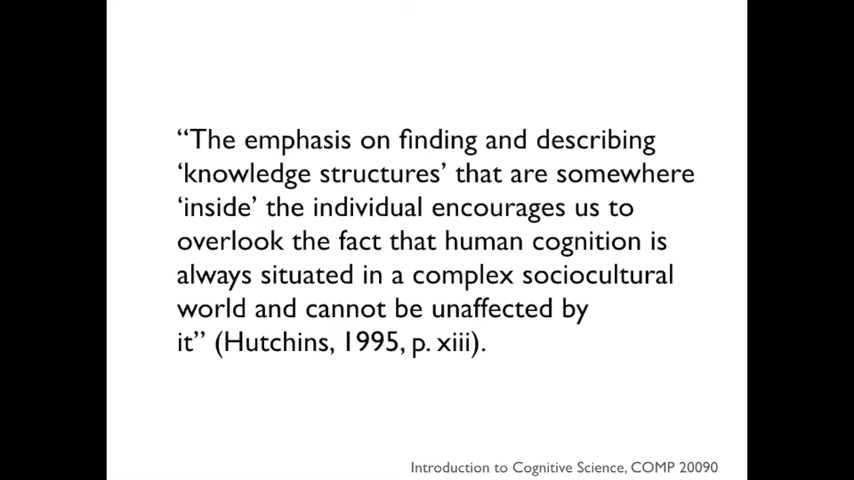 “The emphasis on finding and describing
‘knowledge structures’ that are somewhere
‘inside’ the individual encourages us to
overlook the fact that human cognition is
always situated in a complex sociocultural
world and cannot be unaffected by
it” (Hutchins, 1995, p. xiii).
Introduction to Cognitive Science, COMP 20090